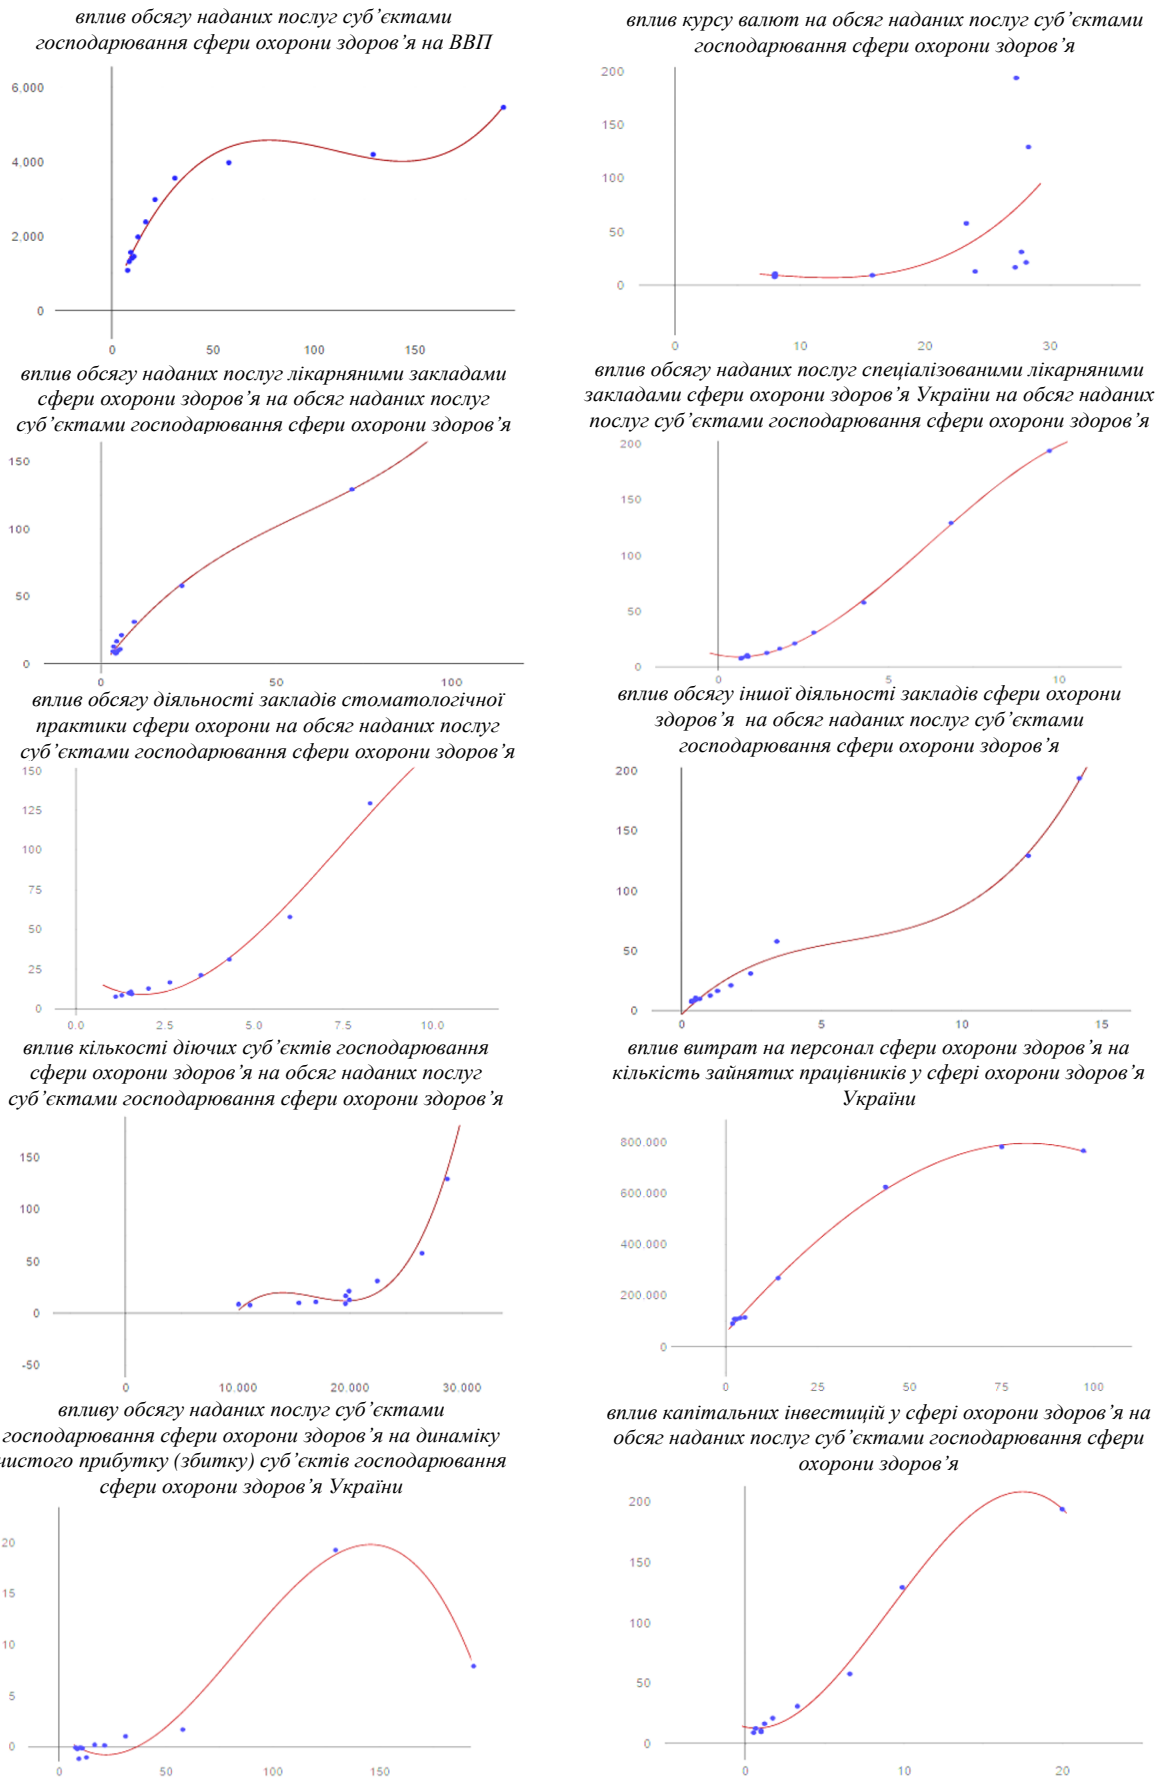 вплив обсягу наданих послуг суб’єктами
господарювання сфери охорони здоров’я на ВВП
6.000
4.000
2.000
0
0 50 100 150
вплив курсу валют на обсяг наданих послуг суб’єктами
господарювання сфери охорони здоров’я
200
150
100
50
0
0 10 20 30
вплив обсягу наданих послуг лікарняними закладами
сфери охорони здоров’я на обсяг наданих послуг
суб’єктами господарювання сфери охорони здоров’я
150
100
50
0
0 50 100
вплив обсягу наданих послуг спеціалізованими лікарняними
закладами сфери охорони здоров’я України на обсяг наданих
послуг суб’єктами господарювання сфери охорони здоров’я
200
150
100
50
0
0 5 10
вплив обсягу діяльності закладів стоматологічної
практики сфери охорони на обсяг наданих послуг
суб’єктами господарювання сфери охорони здоров’я
150
125
100
75
50
25
0
0.0 2.5 5.0 7.5 10.0
вплив обсягу іншої діяльності закладів сфери охорони
здоров’я на обсяг наданих послуг суб’єктами
господарювання сфери охорони здоров’я
200
150
100
50
0
0 5 10 15
вплив кількості діючих суб’єктів господарювання
сфери охорони здоров’я на обсяг наданих послуг
суб’єктами господарювання сфери охорони здоров’я
150
100
50
0
-50
0 10.000 20.000 30.000
вплив витрат на персонал сфери охорони здоров’я на
кількість зайнятих працівників у сфері охорони здоров’я
України
800.000
600.000
400.000
200.000
0
0 25 50 75 100
впливу обсягу наданих послуг суб’єктами
господарювання сфери охорони здоров’я на динаміку
чистого прибутку (збитку) суб’єктів господарювання
сфери охорони здоров’я України
20
15
10
5
0
0 50 100 150
вплив капітальних інвестицій у сфері охорони здоров’я на
обсяг наданих послуг суб’єктами господарювання сфери
охорони здоров’я
200
150
100
50
0
0 10 20